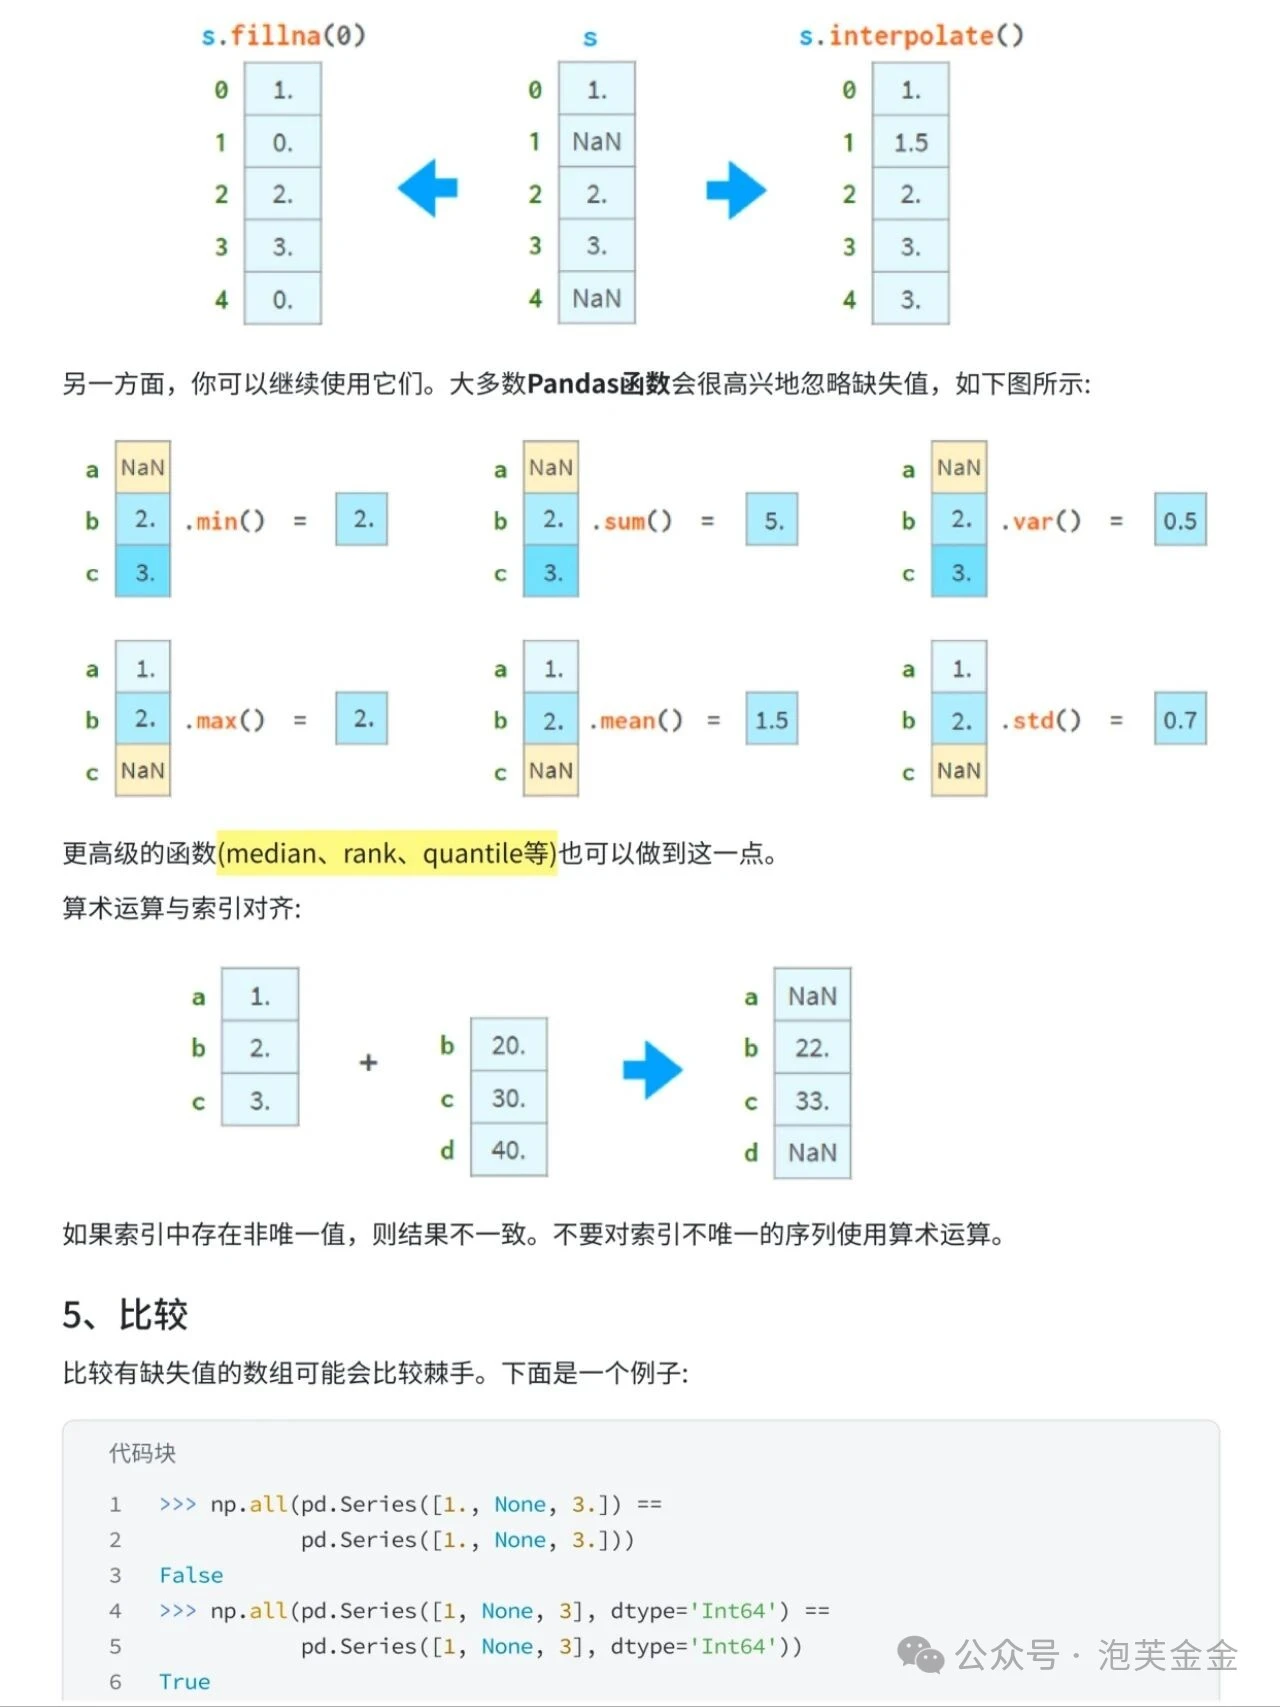 s.fillna(0) s s.interpolate()
0 1. 0 1. 0 1.
1 0. 1 NaN 1 1.5
2 2. 2 2. 2 2.
3 3. 3 3. 3 3.
4 0. 4 NaN 4 3.
另一方面，你可以继续使用它们。大多数Pandas函数会很高兴地忽略缺失值，如下图所示:
a NaN a NaN a NaN
b 2. .min() = 2. b 2. .sum() = 5. b 2. .var() = 0.5
c 3. c 3. c 3.
a 1. a 1. a 1.
b 2. .max() = 2. b 2. .mean() = 1.5 b 2. .std() = 0.7
c NaN c NaN c NaN
更高级的函数(median、rank、quantile等)也可以做到这一点。
算术运算与索引对齐:
a 1. a NaN
b 2. + b 20. b 22.
c 3. c 30. c 33.
d 40. d NaN
如果索引中存在非唯一值，则结果不一致。不要对索引不唯一的序列使用算术运算。
5、比较
比较有缺失值的数组可能会比较棘手。下面是一个例子:
代码块
1 >>> np.all(pd.Series([1., None, 3.]) ==
2 pd.Series([1., None, 3.]))
3 False
4 >>> np.all(pd.Series([1, None, 3], dtype='Int64') ==
5 pd.Series([1, None, 3], dtype='Int64'))
6 True
公众号 · 泡芙金金